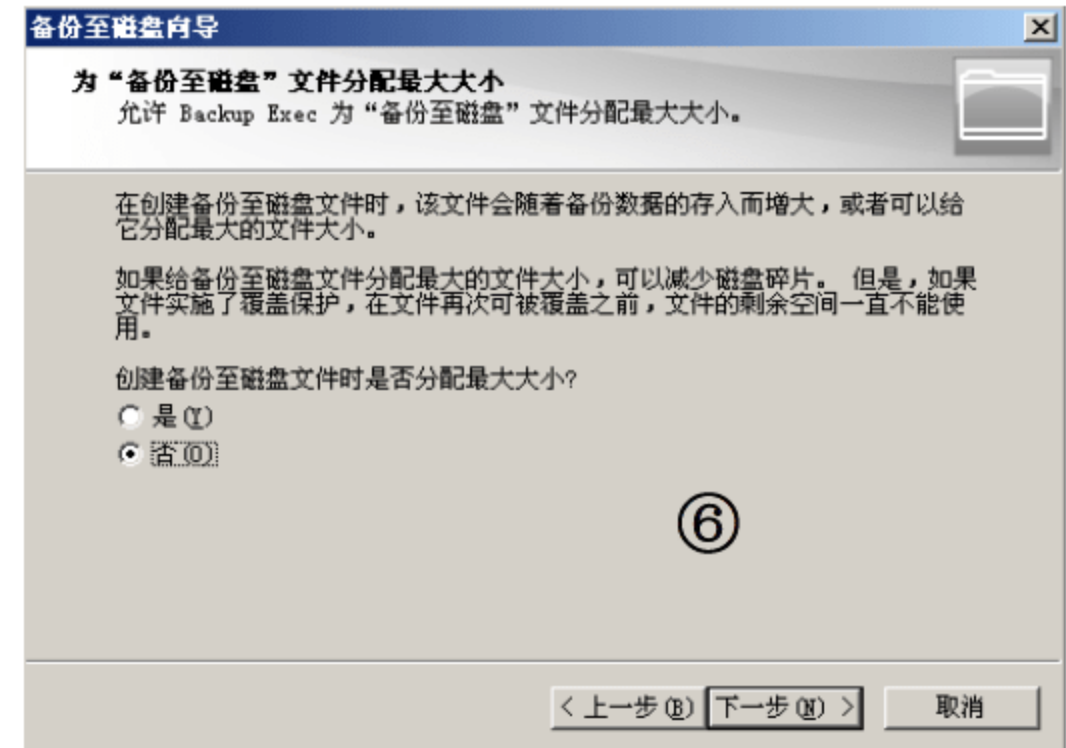 备份至磁盘向导
为“备份至磁盘”文件分配最大大小
允许 Backup Exec 为“备份至磁盘”文件分配最大大小。
在创建备份至磁盘文件时，该文件会随着备份数据的存入而增大，或者可以给
它分配最大的文件大小。
如果给备份至磁盘文件分配最大的文件大小，可以减少磁盘碎片。 但是，如果
文件实施了覆盖保护，在文件再次可被覆盖之前，文件的剩余空间一直不能使
用。
创建备份至磁盘文件时是否分配最大大小?
是(Y)
否(O)
⑥
< 上一步(B) 下一步(N) > 取消